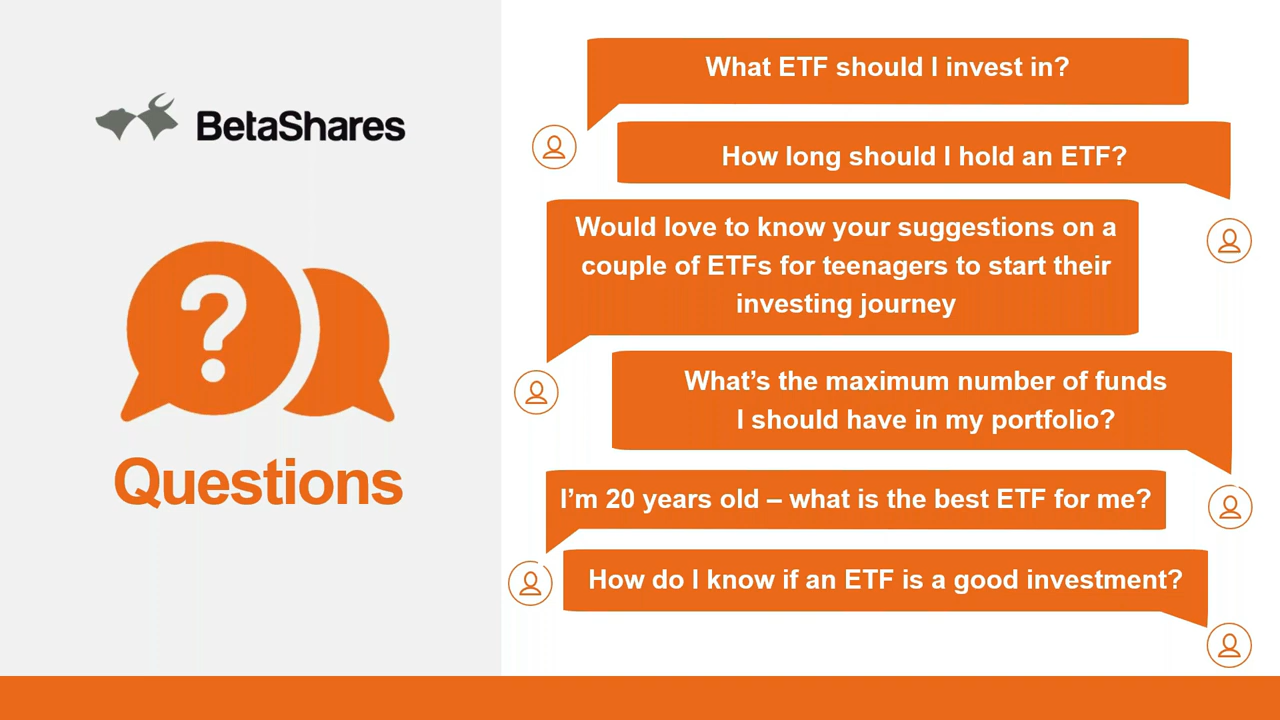 BetaShares
?
Questions
What ETF should I invest in?
How long should I hold an ETF?
Would love to know your suggestions on a
couple of ETFs for teenagers to start their
investing journey
What’s the maximum number of funds
I should have in my portfolio?
I’m 20 years old – what is the best ETF for me?
How do I know if an ETF is a good investment?